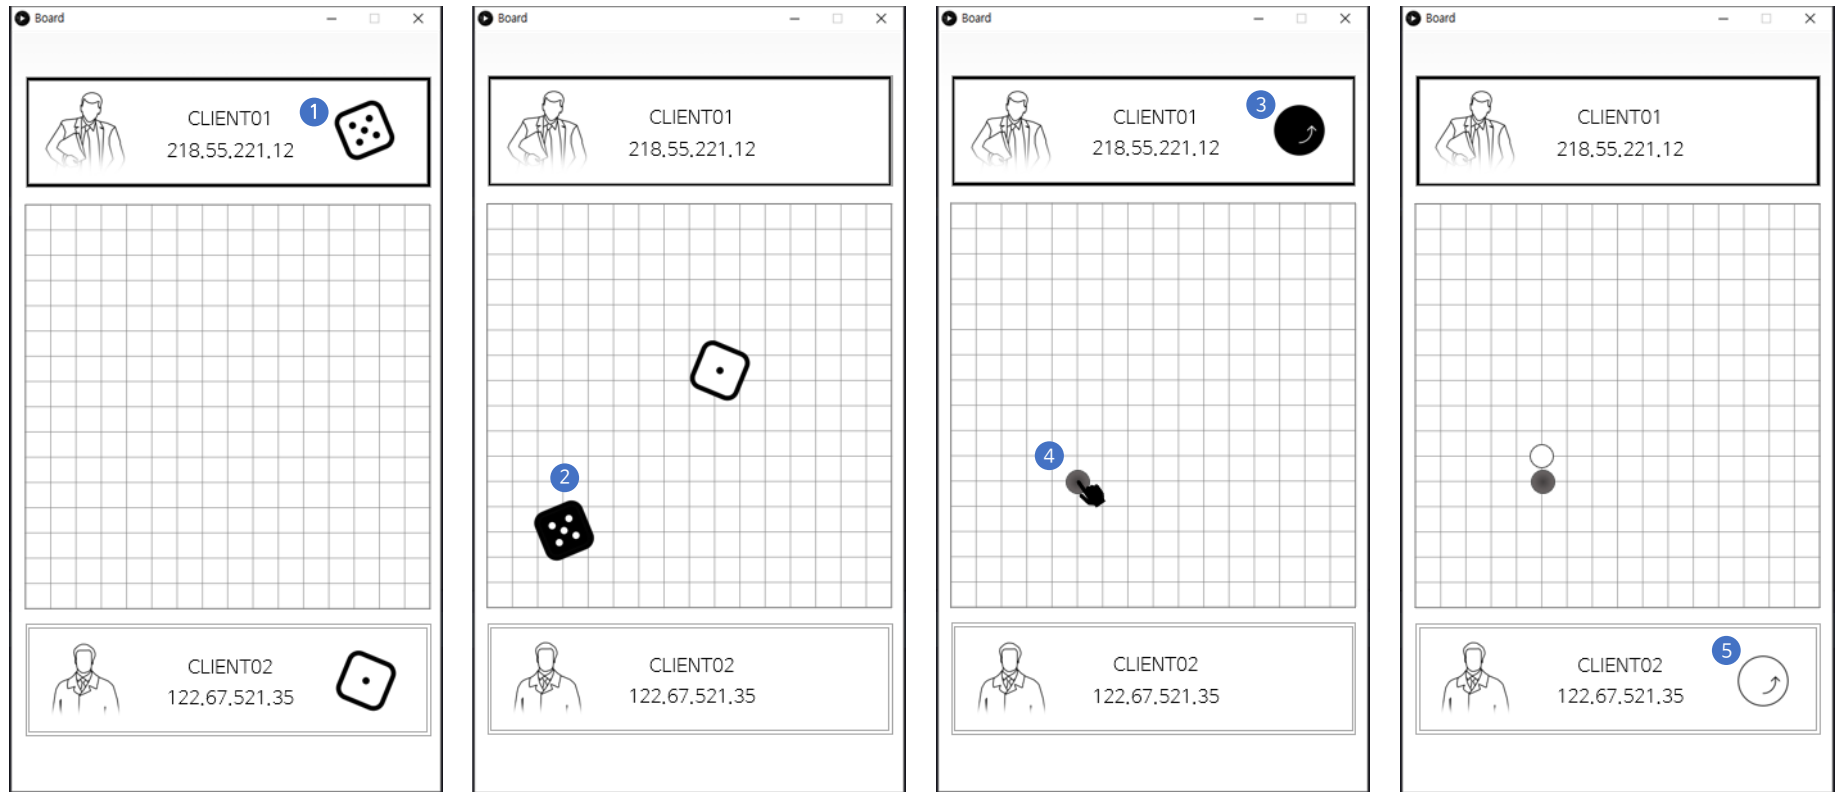 Board
CLIENT01
1
218.55.221.12
CLIENT02
122.67.521.35
Board
CLIENT01
218.55.221.12
2
CLIENT02
122.67.521.35
Board
3
CLIENT01
218.55.221.12
4
CLIENT02
122.67.521.35
Board
CLIENT01
218.55.221.12
5
CLIENT02
122.67.521.35